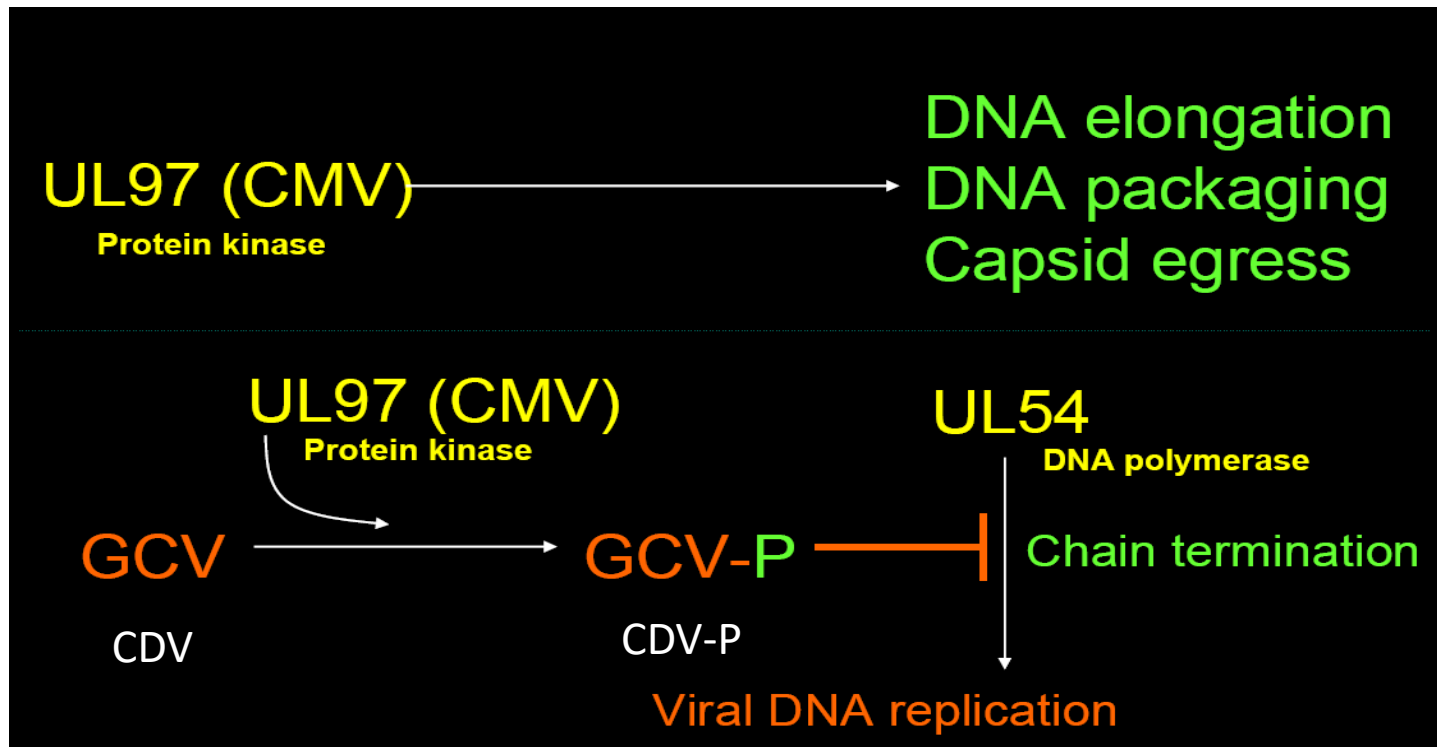 UL97 (CMV)
Protein kinase
DNA elongation
DNA packaging
Capsid egress
UL97 (CMV)
Protein kinase
UL54
DNA polymerase
GCV
GCV-P
Chain termination
CDV
CDV-P
Viral DNA replication